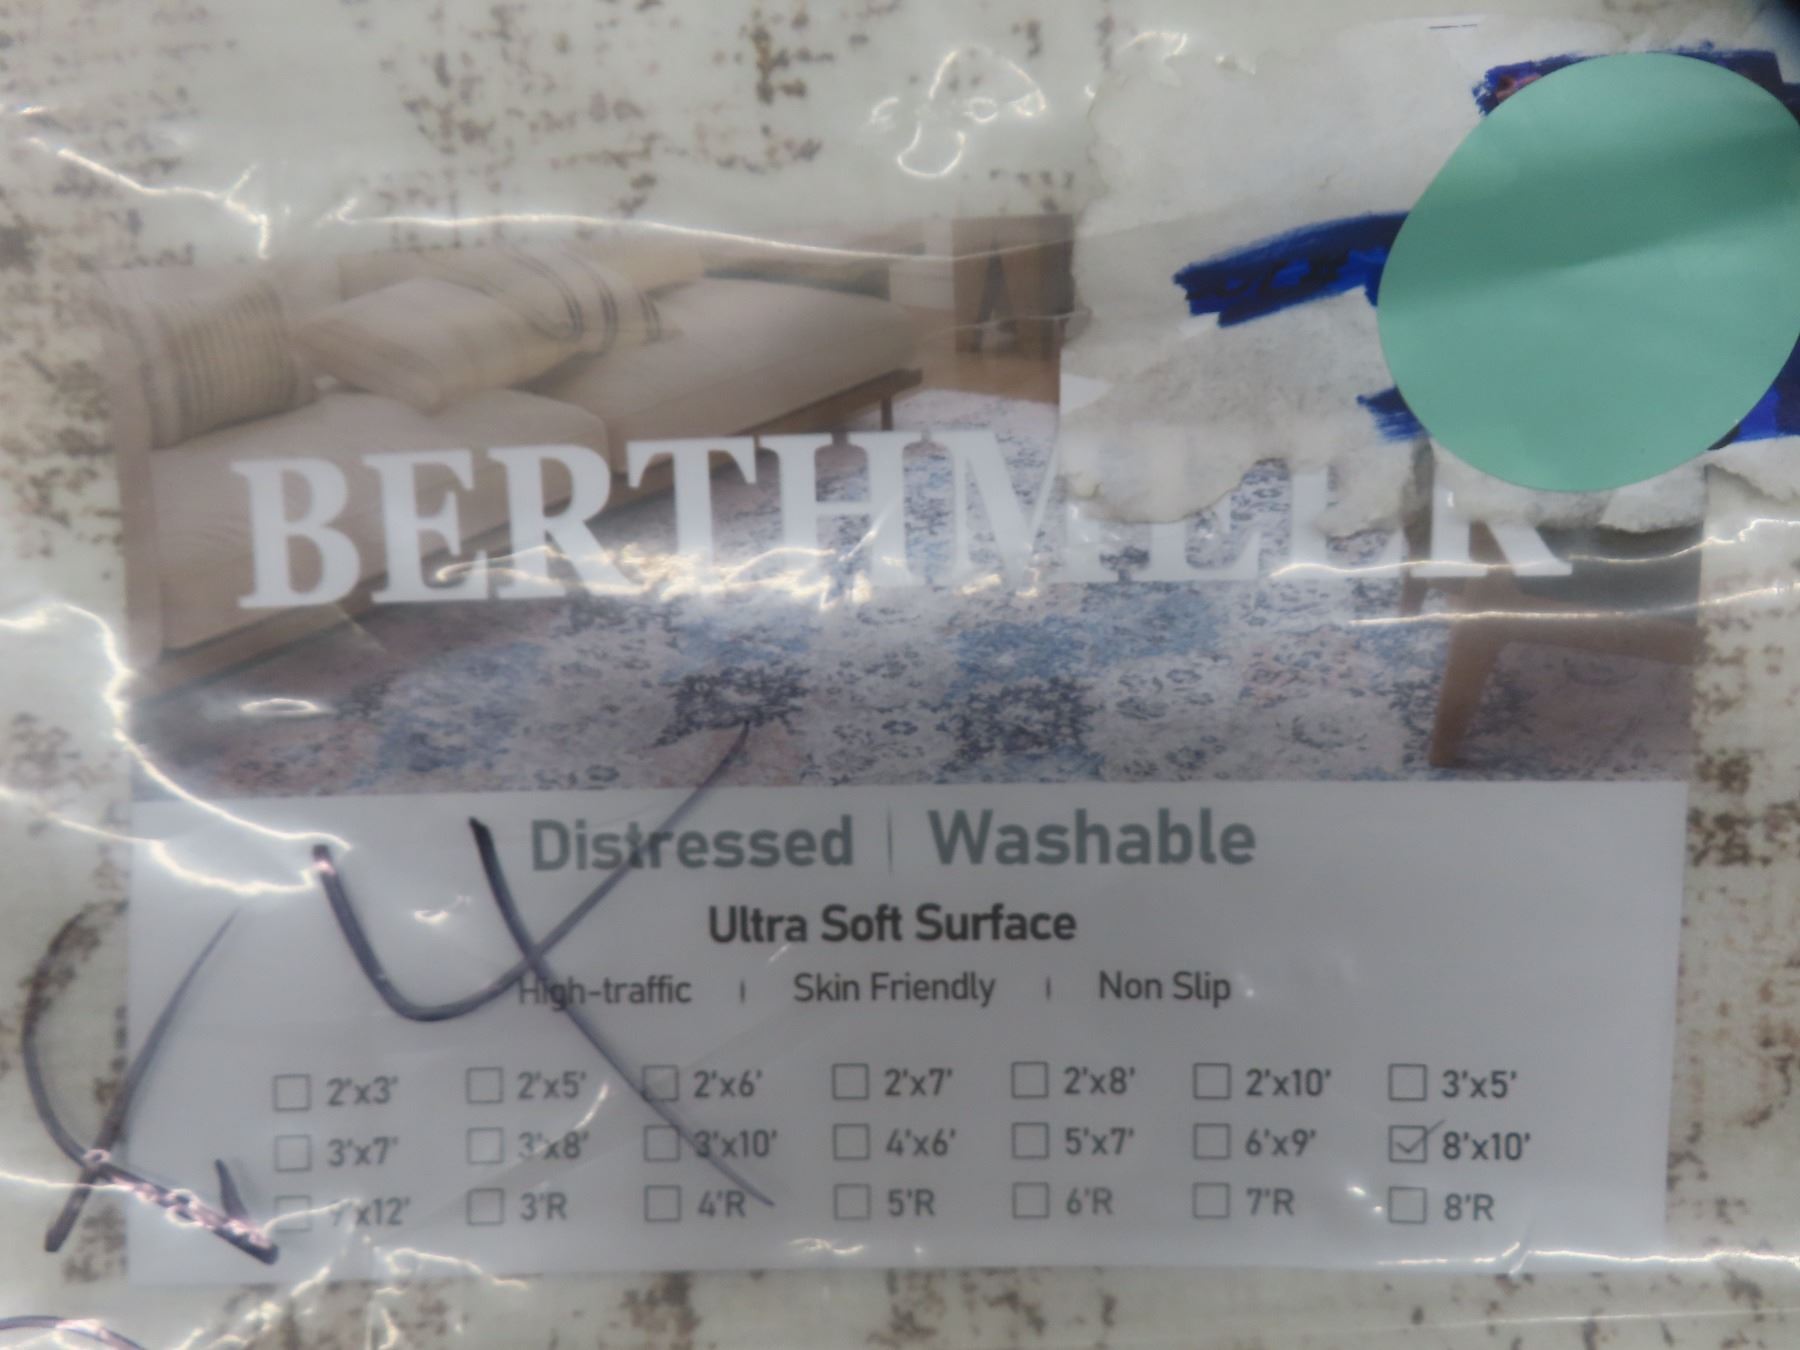 BERTHMEER
Distressed | Washable
Ultra Soft Surface
High-traffic | Skin Friendly | Non Slip
2'x3' 2'x5' 2'x6' 2'x7' 2'x8' 2'x10' 3'x5'
3'x7' 3'x8' 3'x10' 4'x6' 5'x7' 6'x9' 8'x10'
3'R 4'R 5'R 6'R 7'R 8'R